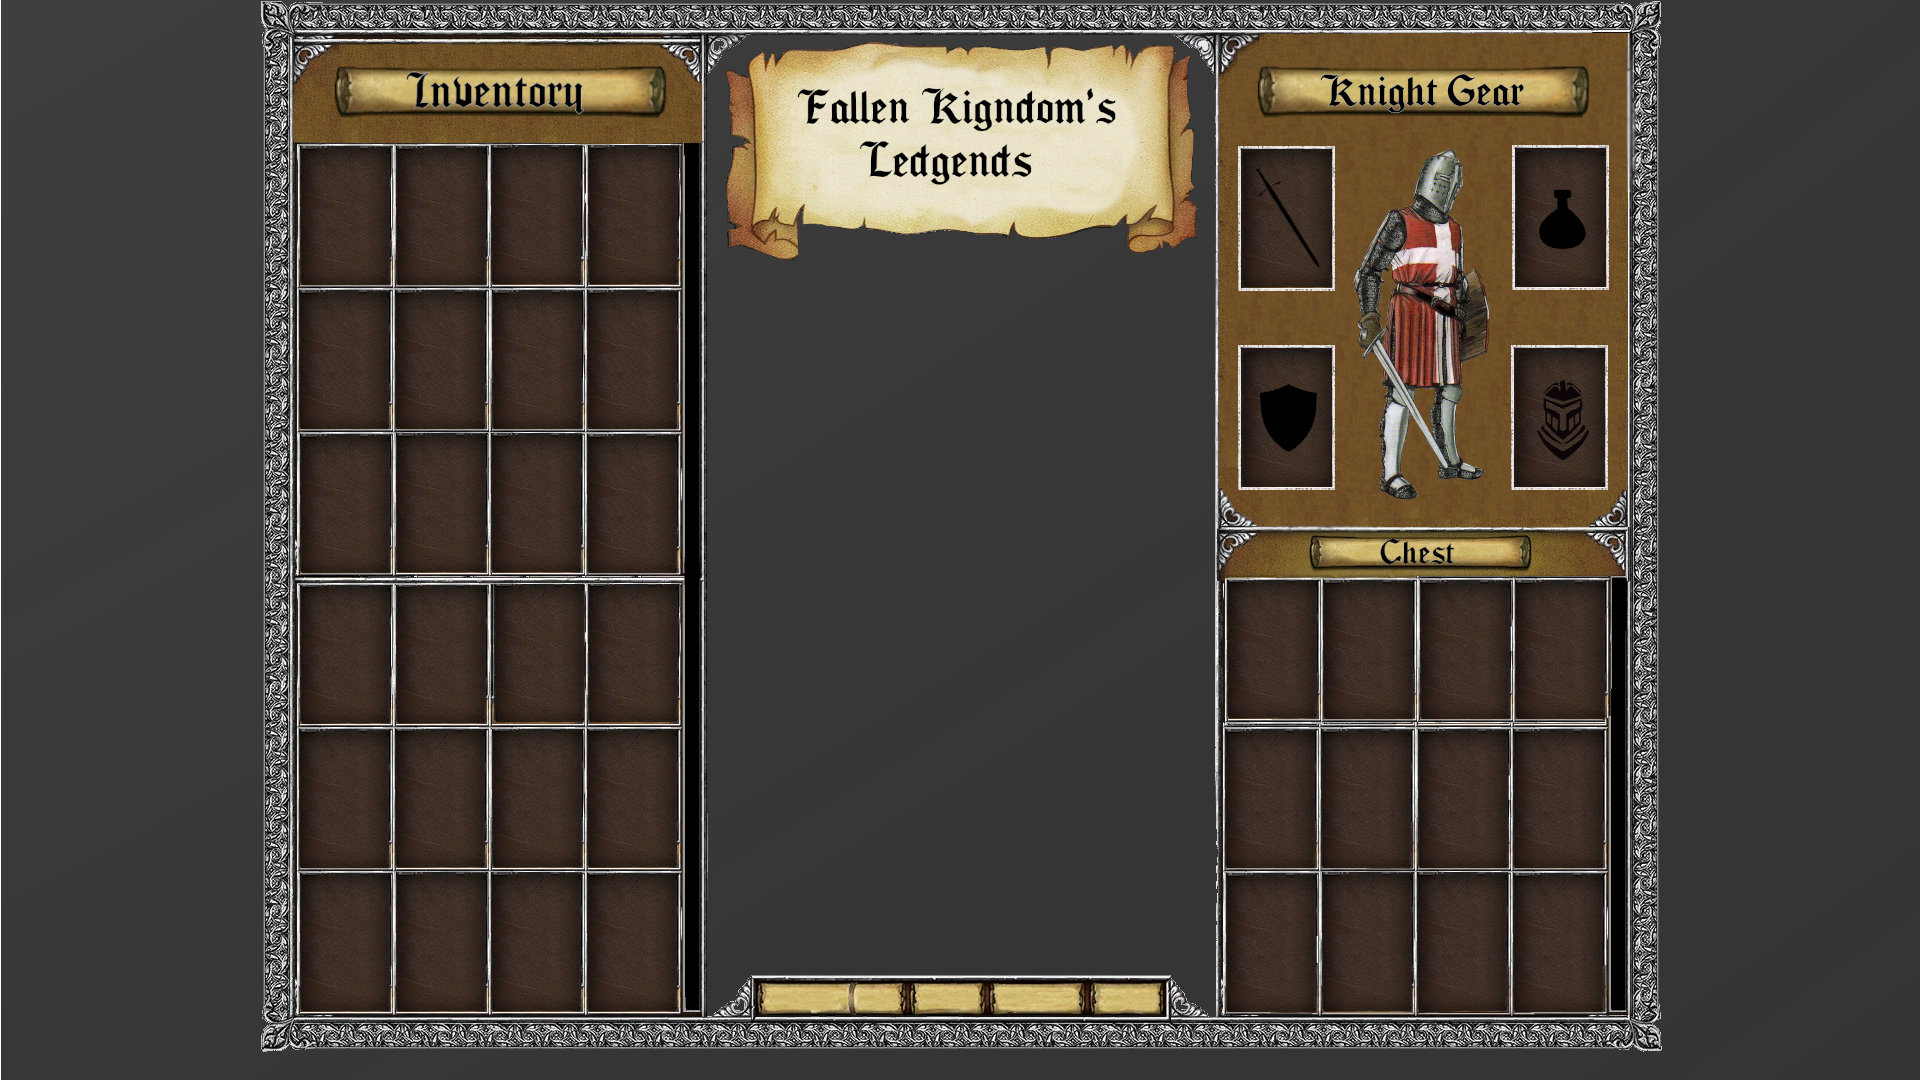 Inventory
Fallen Kigndom's
Ledgends
Knight Gear
Chest